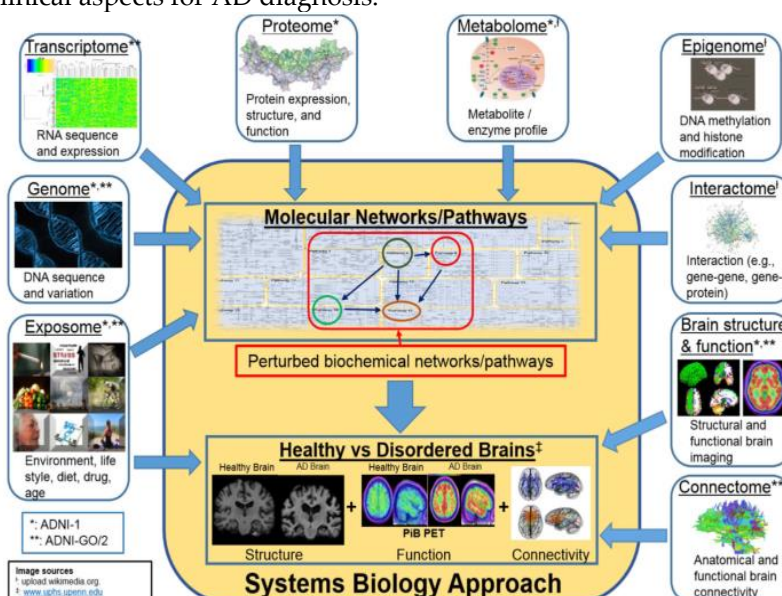 linical aspects for AD diagnosis.
Transcriptome**
RNA sequence
and expression
Proteome*
Protein expression,
structure, and
function
Metabolome*,ᴵ
Metabolite /
enzyme profile
Epigenomeᴵ
DNA methylation
and histone
modification
Genome*,**
DNA sequence
and variation
Molecular Networks/Pathways
Interactomeᴵ
Interaction (e.g.,
gene-gene, gene-
protein)
Exposome*,**
STRESS
Environment, life
style, diet, drug,
age
Perturbed biochemical networks/pathways
Brain structure
& function*,**
Structural and
functional brain
imaging
Healthy vs Disordered Brains‡
Healthy Brain
AD Brain
Healthy Brain
AD Brain
+
+
PiB PET
Structure
Function
Connectivity
Connectome**
Anatomical and
functional brain
connectivity
*: ADNI-1
**: ADNI-GO/2
Image sources
upload.wikimedia.org.
‡: www.uphs.upenn.edu
Systems Biology Approach